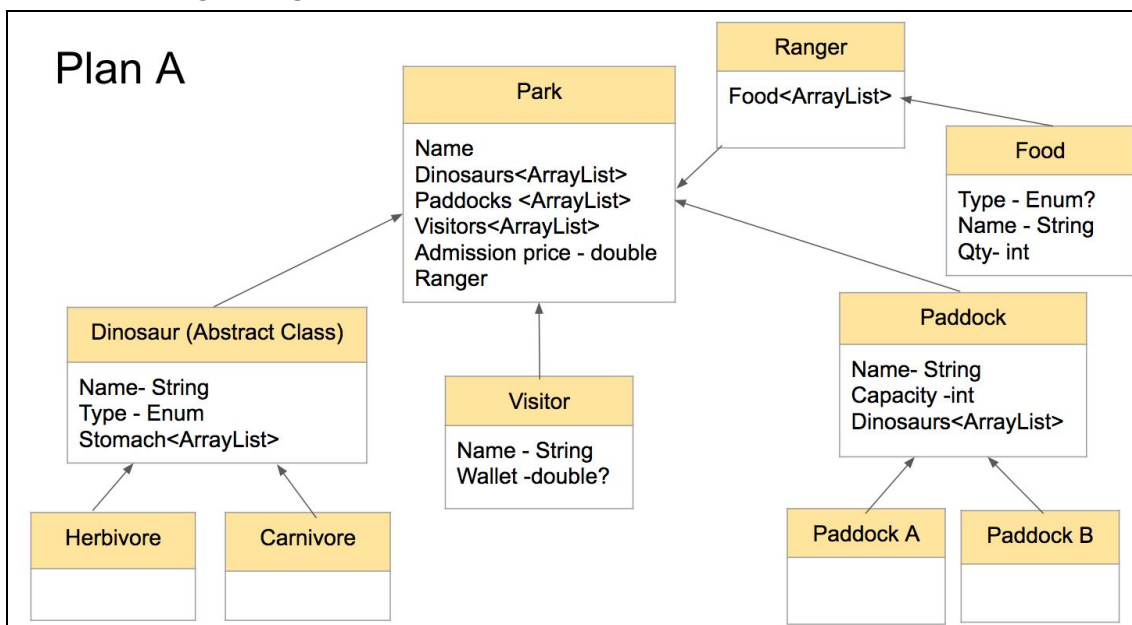 Plan A
Park
Name
Dinosaurs<ArrayList>
Paddocks <ArrayList>
Visitors<ArrayList>
Admission price - double
Ranger
Ranger
Food<ArrayList>
Food
Type - Enum?
Name - String
Qty- int
Dinosaur (Abstract Class)
Name- String
Type - Enum
Stomach<ArrayList>
Visitor
Name - String
Wallet -double?
Paddock
Name- String
Capacity -int
Dinosaurs<ArrayList>
Herbivore
Carnivore
Paddock A
Paddock B